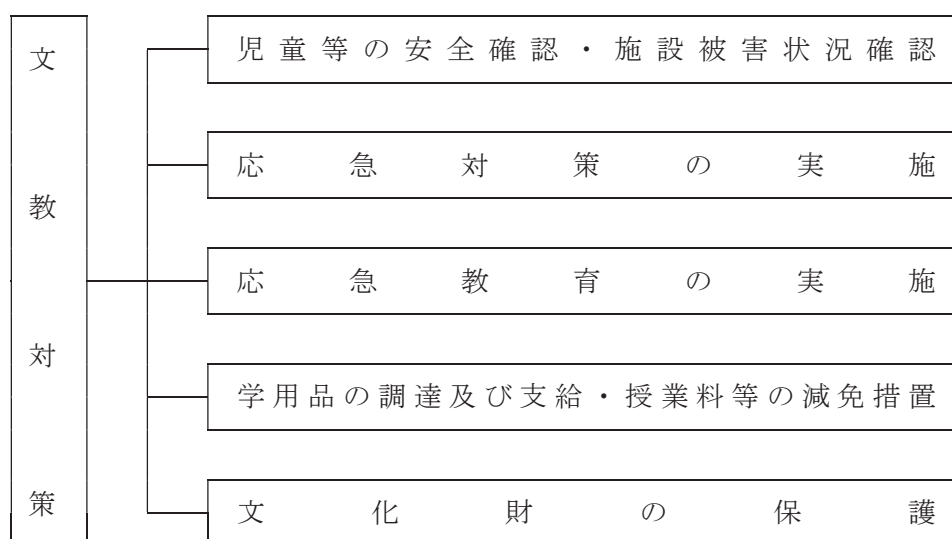 文教対策
児童等の安全確認・施設被害状況確認
応急対策の実施
応急教育の実施
学用品の調達及び支給・授業料等の減免措置
文化財の保護